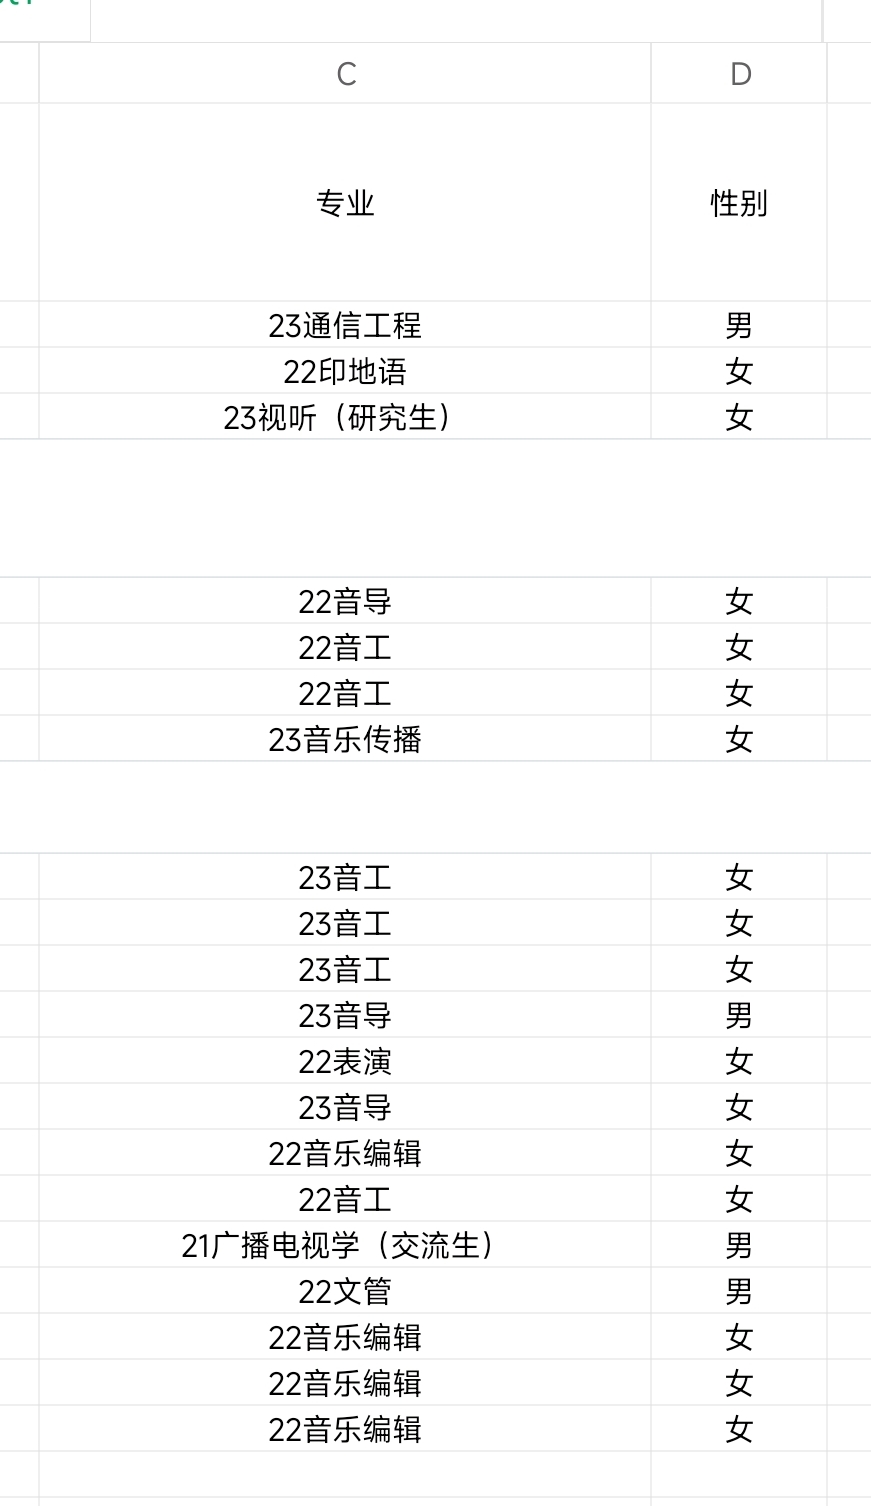 C D
专业 性别
23通信工程 男
22印地语 女
23视听（研究生） 女
22音导 女
22音工 女
22音工 女
23音乐传播 女
23音工 女
23音工 女
23音工 女
23音导 男
22表演 女
23音导 女
22音乐编辑 女
22音工 女
21广播电视学（交流生） 男
22文管 男
22音乐编辑 女
22音乐编辑 女
22音乐编辑 女